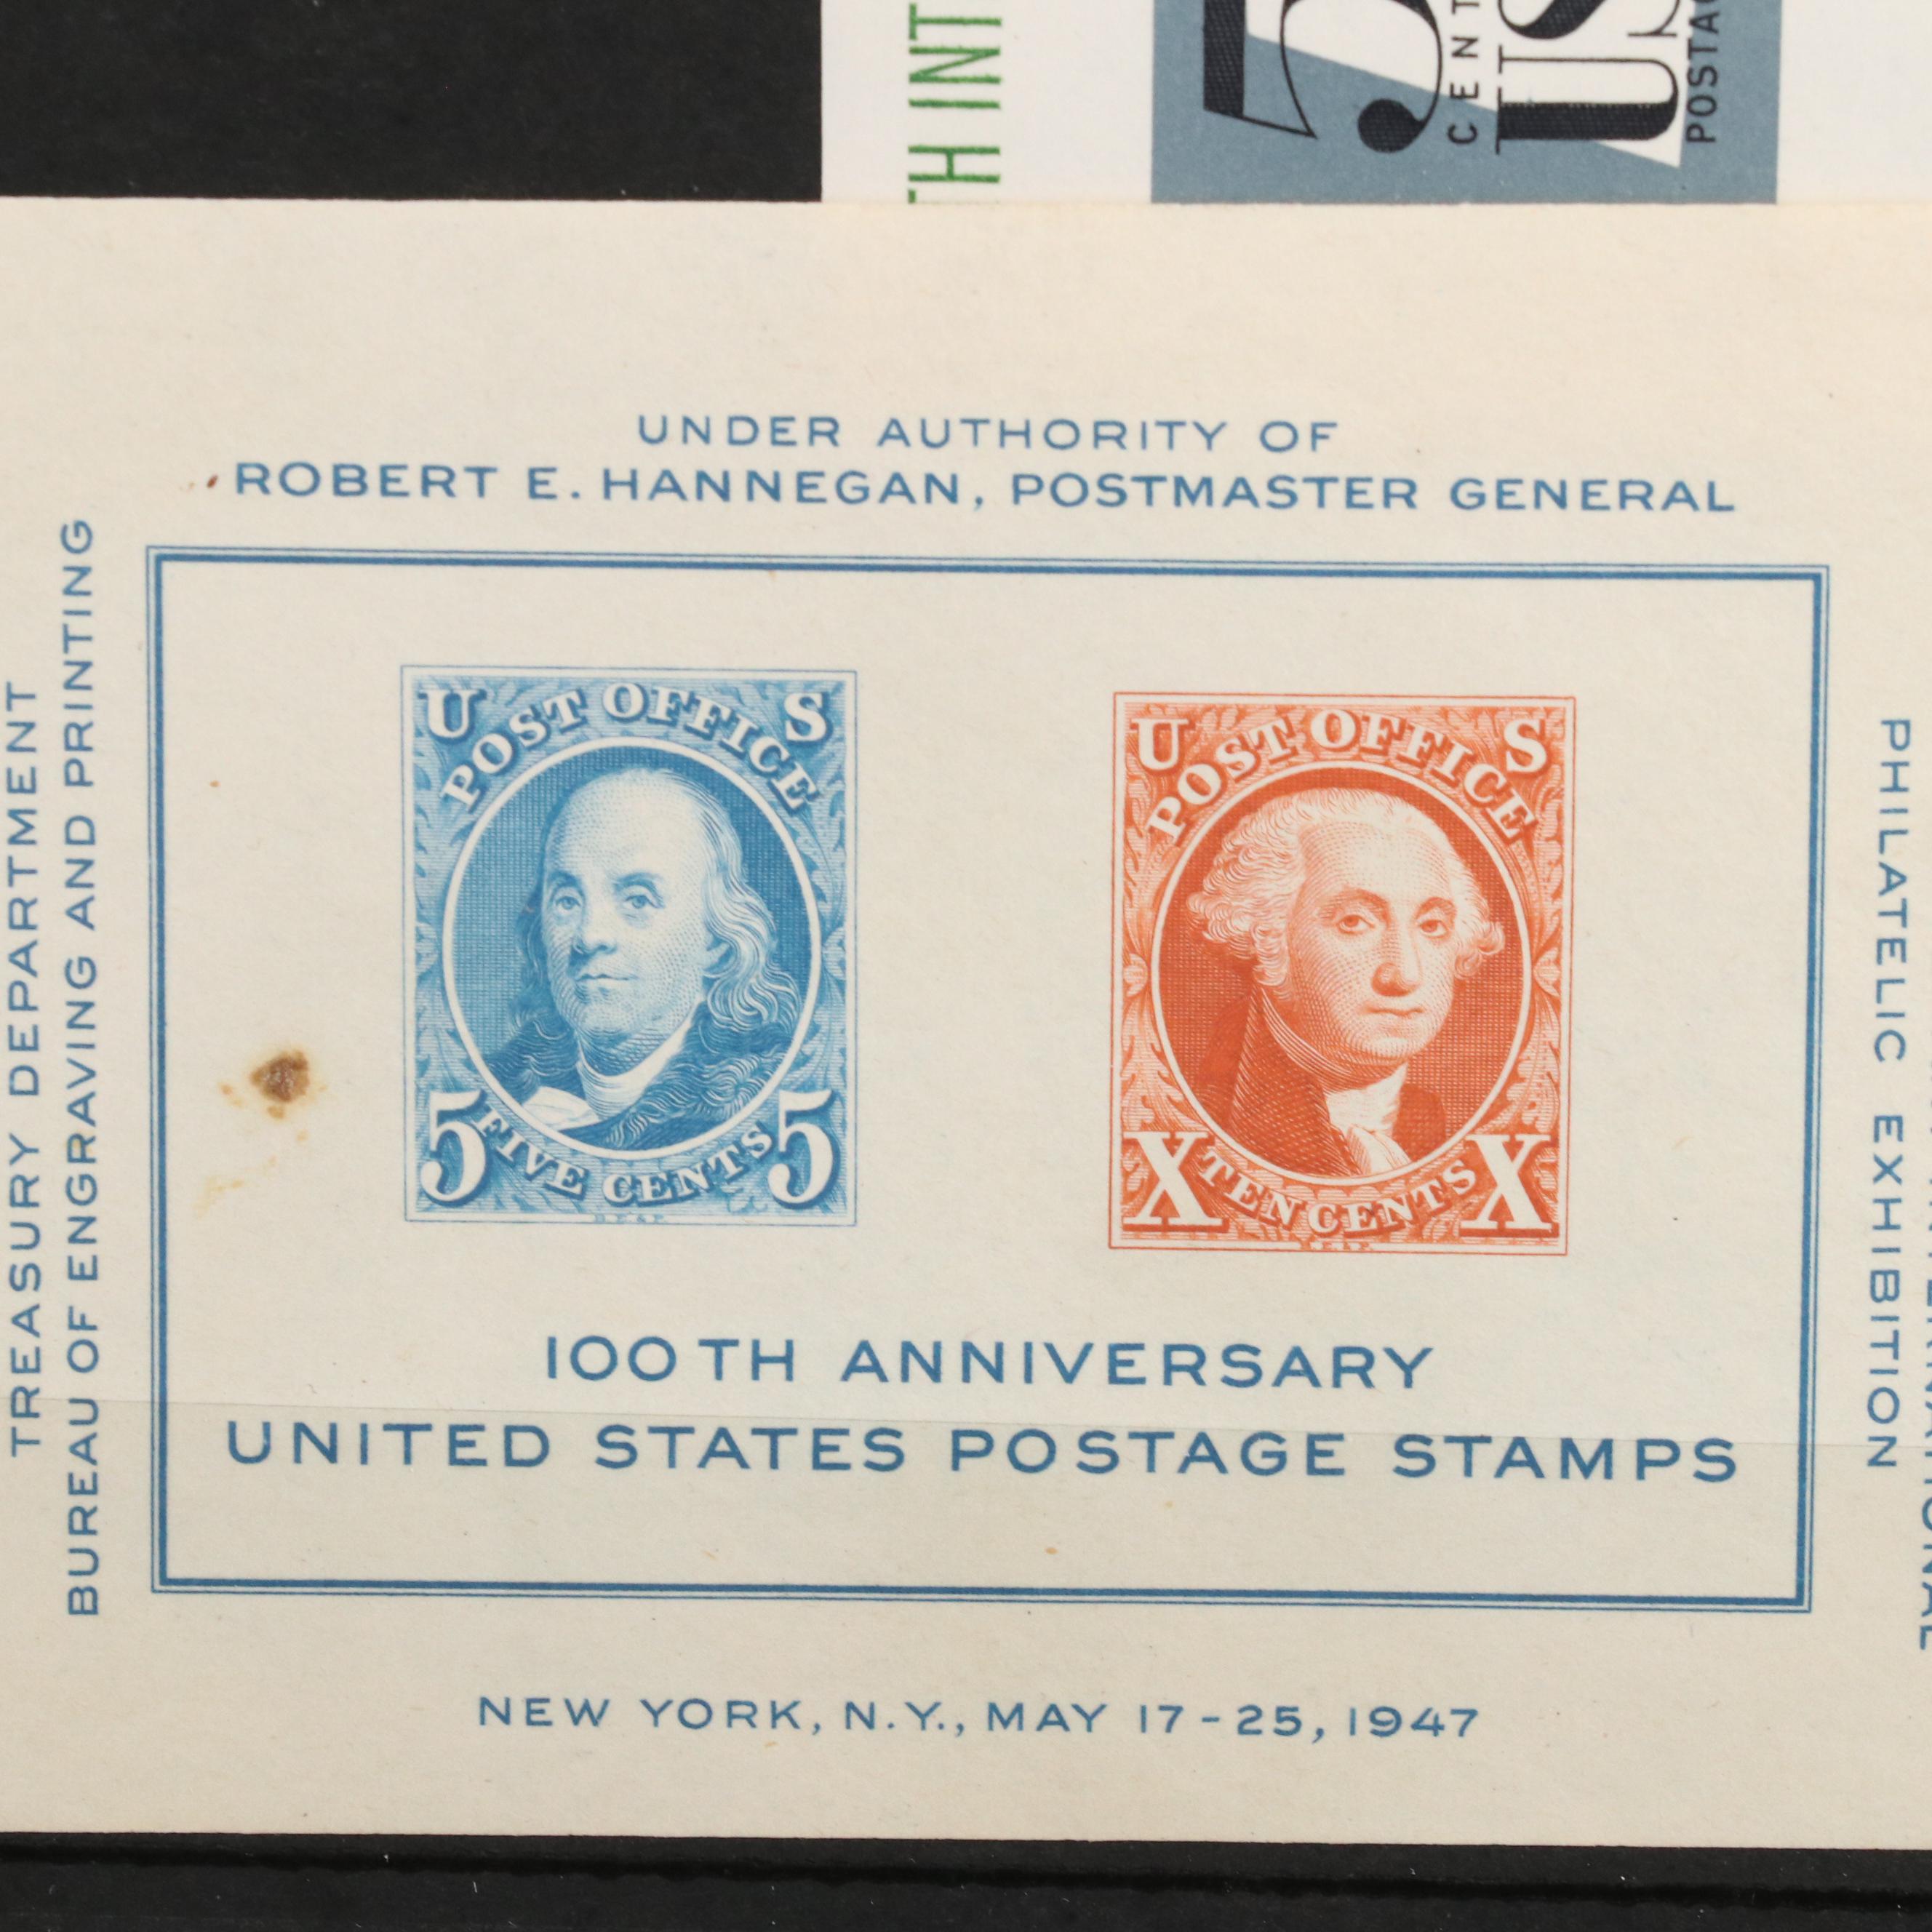 TH INT
5
CENT
US
POSTAG
UNDER AUTHORITY OF
ROBERT E. HANNEGAN, POSTMASTER GENERAL
TREASURY DEPARTMENT
BUREAU OF ENGRAVING AND PRINTING
U S
POST OFFICE
5 FIVE CENTS 5
U S
POST OFFICE
X TEN CENTS X
100TH ANNIVERSARY
UNITED STATES POSTAGE STAMPS
INTERNATIONAL
PHILATELIC EXHIBITION
NEW YORK, N.Y., MAY 17-25, 1947